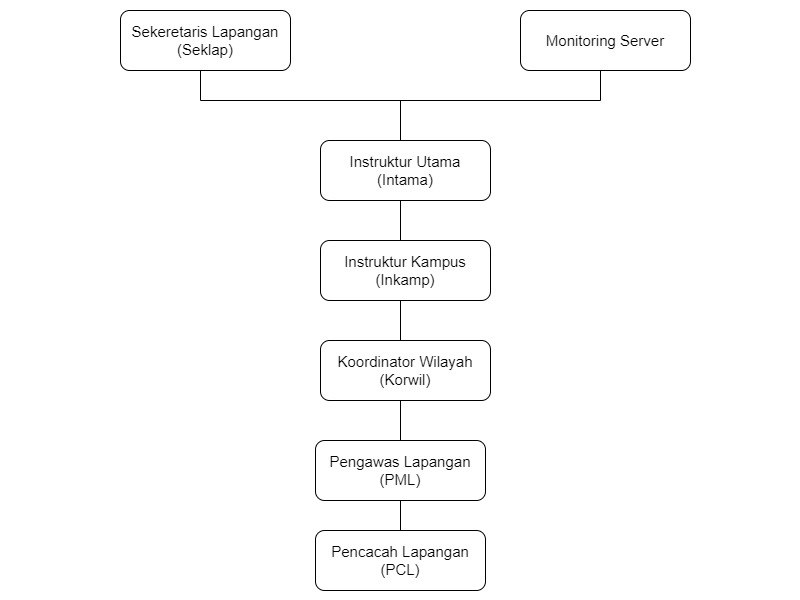 Sekeretaris Lapangan
(Seklap)
Monitoring Server
Instruktur Utama
(Intama)
Instruktur Kampus
(Inkamp)
Koordinator Wilayah
(Korwil)
Pengawas Lapangan
(PML)
Pencacah Lapangan
(PCL)